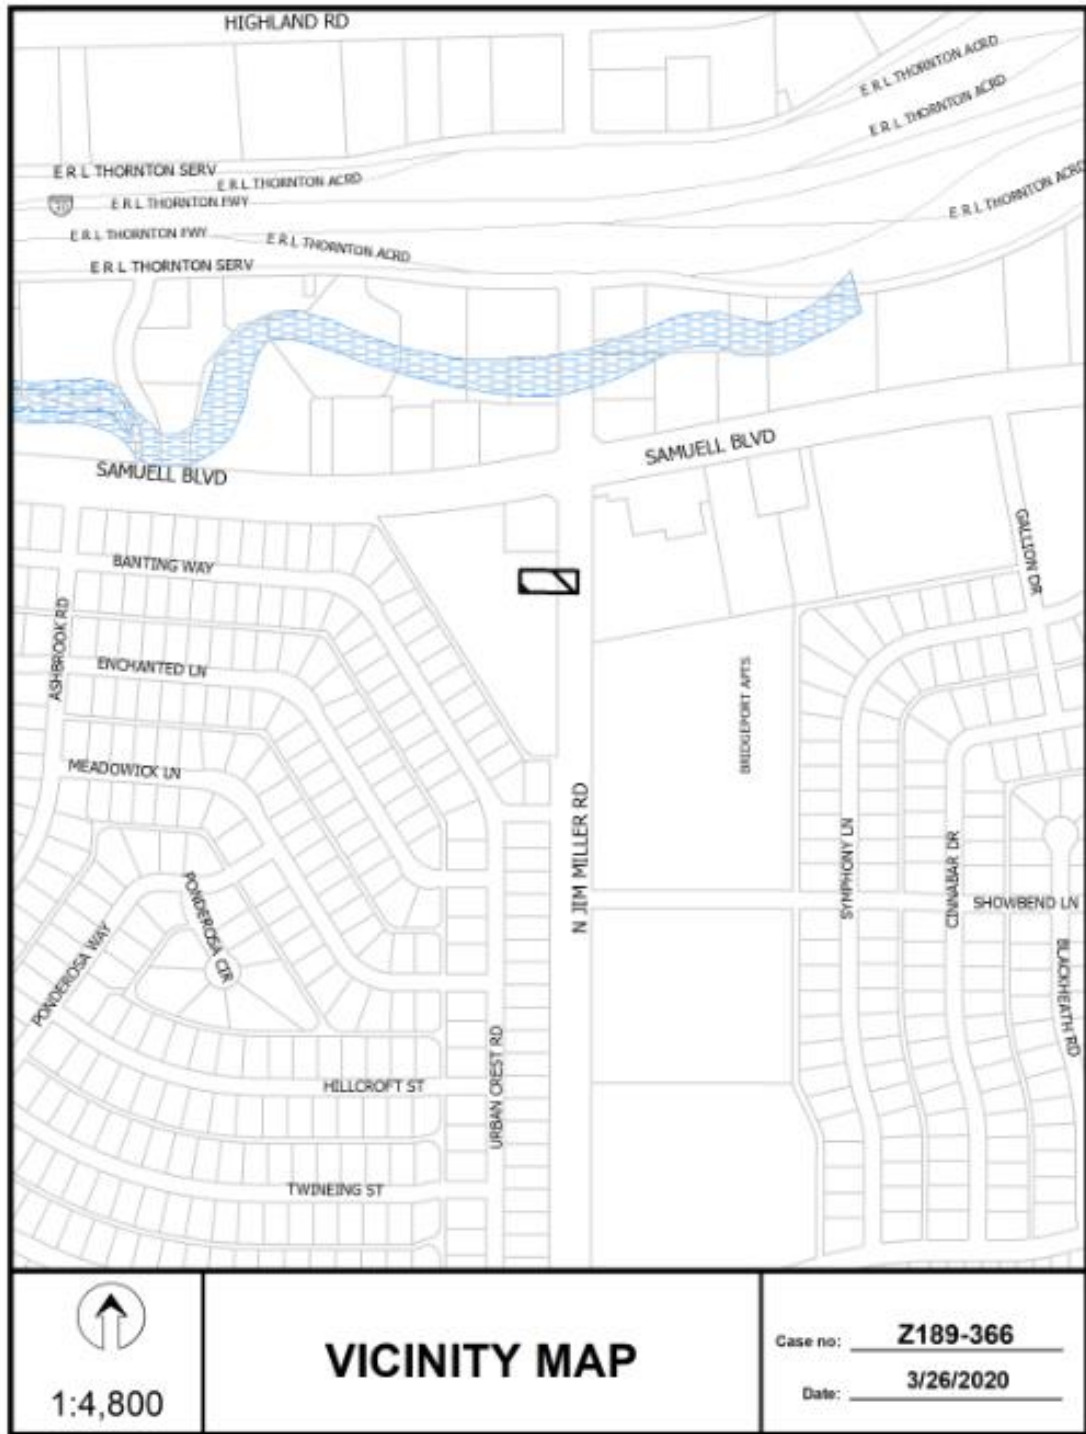 HIGHLAND RD
E R L THORNTON ACRD
E R L THORNTON ACRD
E R L THORNTON SERV
E R L THORNTON ACRD
E R L THORNTON ACRD
E R L THORNTON FWY
E R L THORNTON FWY
E R L THORNTON ACRD
E R L THORNTON SERV
SAMUELL BLVD
SAMUELL BLVD
GALLION DR
BANTING WAY
ASHBROOK RD
ENCHANTED LN
BRIDGEPORT APTS
MEADOWICK LN
N JIM MILLER RD
SYMPHONY LN
CINNABAR DR
SHOWBEND LN
PONDEROSA CIR
PONDEROSA WAY
BLACKHEATH RD
URBAN CREST RD
HILLCROFT ST
TWINEING ST
1:4,800
VICINITY MAP
Case no: Z189-366
Date: 3/26/2020